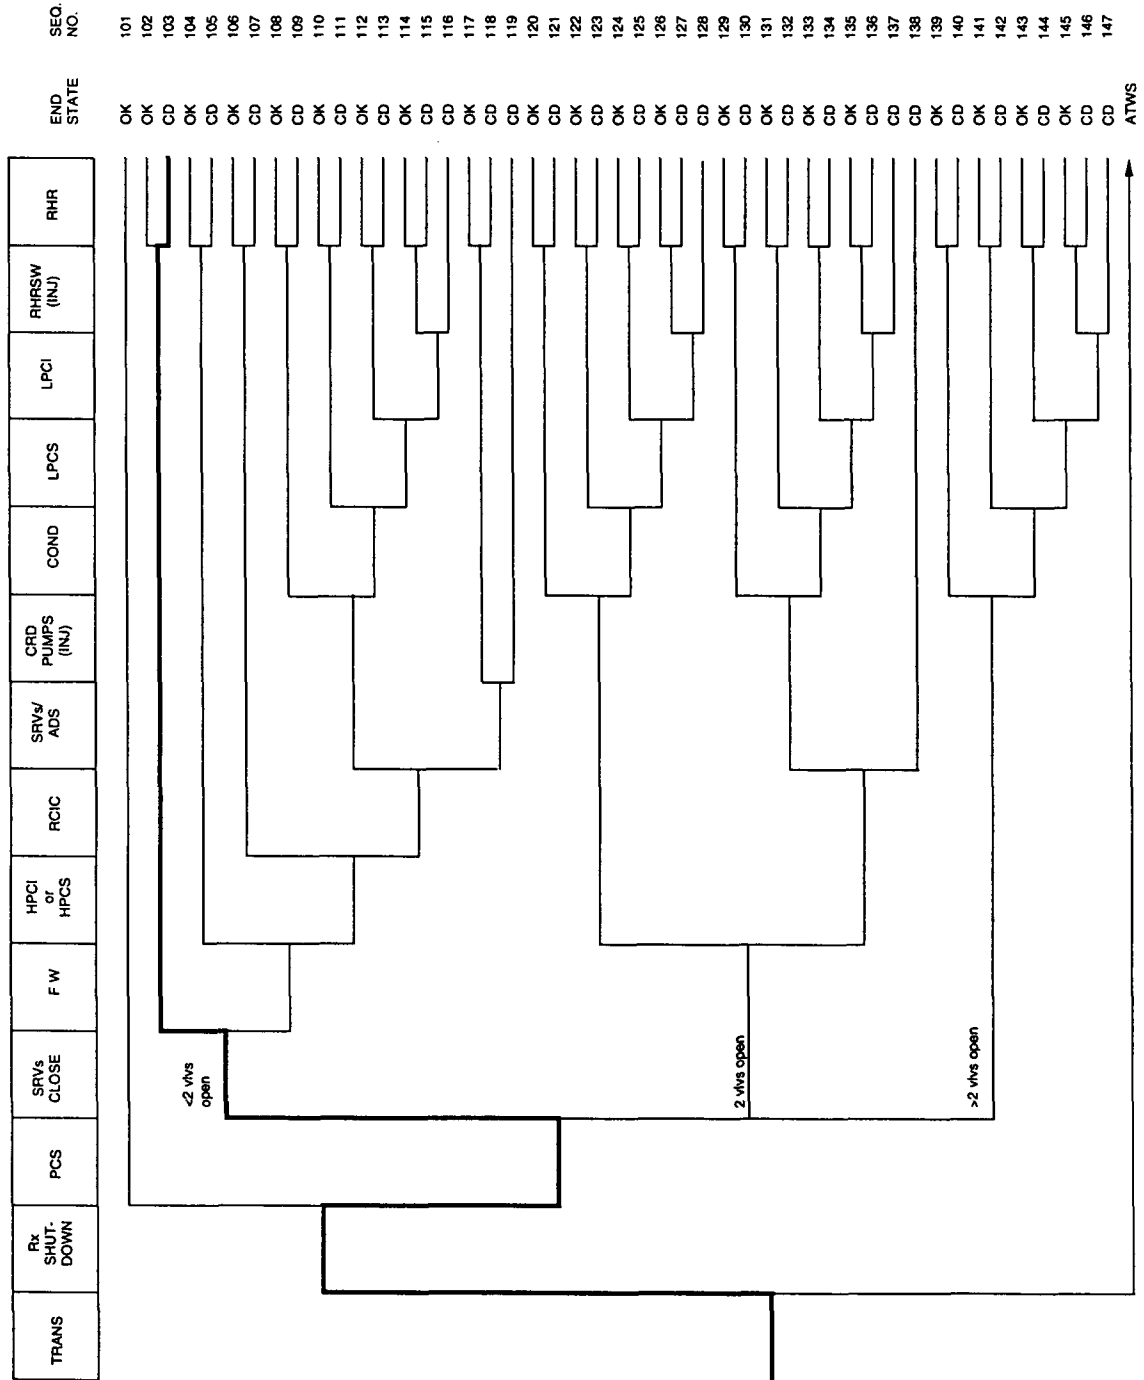 TRANS
Rx
SHUT-
DOWN
PCS
SRVs
CLOSE
F W
HPCI
or
HPCS
RCIC
SRVs/
ADS
CRD
PUMPS
(INJ)
COND
LPCS
LPCI
RHRSW
(INJ)
RHR
END
STATE
SEQ.
NO.
<2 vlvs
open
2 vlvs open
>2 vlvs open
OK 101
OK 102
CD 103
OK 104
CD 105
OK 106
CD 107
OK 108
CD 109
OK 110
CD 111
OK 112
CD 113
OK 114
CD 115
CD 116
OK 117
CD 118
CD 119
OK 120
CD 121
OK 122
CD 123
OK 124
CD 125
OK 126
CD 127
CD 128
OK 129
CD 130
OK 131
CD 132
OK 133
CD 134
OK 135
CD 136
CD 137
CD 138
OK 139
CD 140
OK 141
CD 142
OK 143
CD 144
OK 145
CD 146
CD 147
ATWS